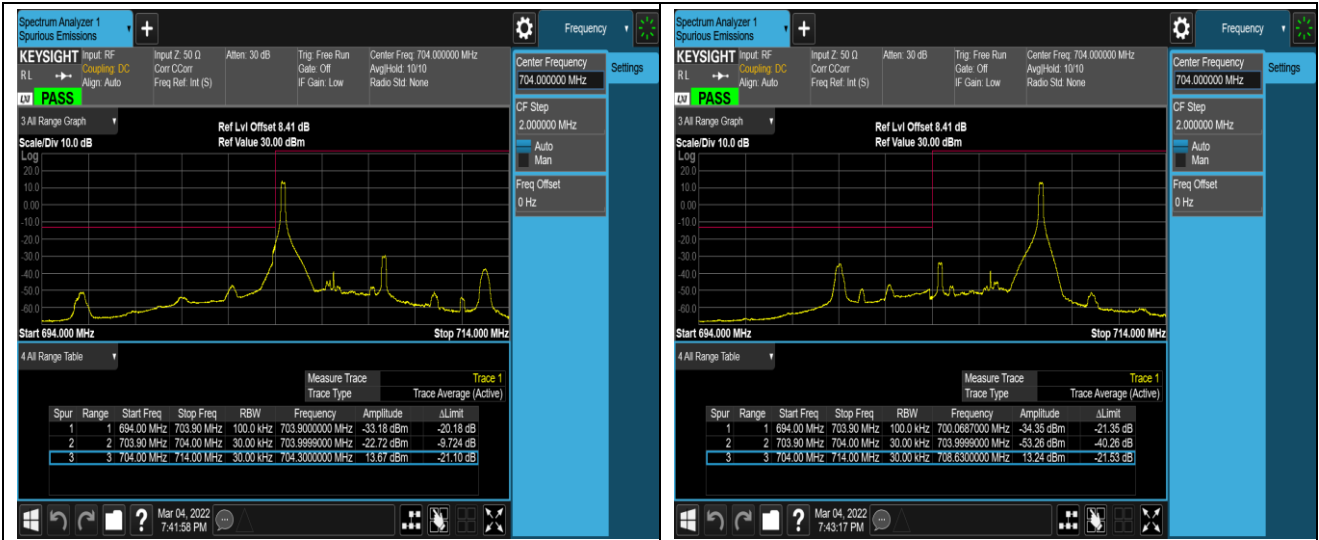 Spectrum Analyzer 1
Spurious Emissions
+
Frequency
KEYSIGHT Input: RF Input Z: 50 Ω Atten: 30 dB Trig: Free Run Center Freq: 704.000000 MHz
RL Coupling: DC Corr CCorr Gate: Off Avg|Hold: 10/10
Align: Auto Freq Ref: Int (S) IF Gain: Low Radio Std: None
LXI PASS
Center Frequency
704.000000 MHz
Settings
CF Step
2.000000 MHz
Auto
Man
Freq Offset
0 Hz
3 All Range Graph
Ref Lvl Offset 8.41 dB
Scale/Div 10.0 dB Ref Value 30.00 dBm
Log
20.0
10.0
0.00
-10.0
-20.0
-30.0
-40.0
-50.0
-60.0
Start 694.000 MHz Stop 714.000 MHz
4 All Range Table
Measure Trace Trace 1
Trace Type Trace Average (Active)
Spur Range Start Freq Stop Freq RBW Frequency Amplitude ΔLimit
1 1 694.00 MHz 703.90 MHz 100.0 kHz 703.9000000 MHz -33.18 dBm -20.18 dB
2 2 703.90 MHz 704.00 MHz 30.00 kHz 703.9999000 MHz -22.72 dBm -9.724 dB
3 3 704.00 MHz 714.00 MHz 30.00 kHz 704.3000000 MHz 13.67 dBm -21.10 dB
?
Mar 04, 2022
7:41:58 PM
Spectrum Analyzer 1
Spurious Emissions
+
Frequency
KEYSIGHT Input: RF Input Z: 50 Ω Atten: 30 dB Trig: Free Run Center Freq: 704.000000 MHz
RL Coupling: DC Corr CCorr Gate: Off Avg|Hold: 10/10
Align: Auto Freq Ref: Int (S) IF Gain: Low Radio Std: None
LXI PASS
Center Frequency
704.000000 MHz
Settings
CF Step
2.000000 MHz
Auto
Man
Freq Offset
0 Hz
3 All Range Graph
Ref Lvl Offset 8.41 dB
Scale/Div 10.0 dB Ref Value 30.00 dBm
Log
20.0
10.0
0.00
-10.0
-20.0
-30.0
-40.0
-50.0
-60.0
Start 694.000 MHz Stop 714.000 MHz
4 All Range Table
Measure Trace Trace 1
Trace Type Trace Average (Active)
Spur Range Start Freq Stop Freq RBW Frequency Amplitude ΔLimit
1 1 694.00 MHz 703.90 MHz 100.0 kHz 700.0687000 MHz -34.35 dBm -21.35 dB
2 2 703.90 MHz 704.00 MHz 30.00 kHz 703.9999000 MHz -53.26 dBm -40.26 dB
3 3 704.00 MHz 714.00 MHz 30.00 kHz 708.6300000 MHz 13.24 dBm -21.53 dB
?
Mar 04, 2022
7:43:17 PM